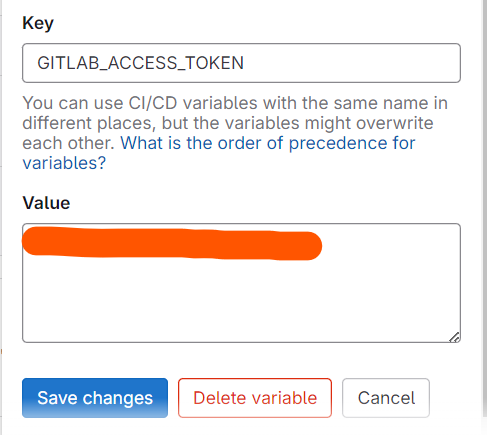 Key
GITLAB_ACCESS_TOKEN
You can use CI/CD variables with the same name in
different places, but the variables might overwrite
each other. What is the order of precedence for
variables?
Value
Save changes
Delete variable
Cancel